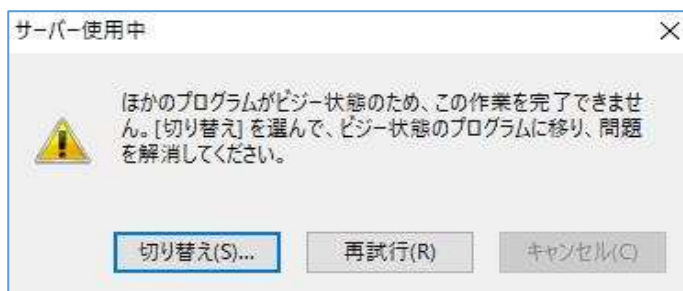 サーバー使用中
ほかのプログラムがビジー状態のため、この作業を完了できませ
ん。[切り替え] を選んで、ビジー状態のプログラムに移り、問題
を解消してください。
切り替え(S)... 再試行(R) キャンセル(C)